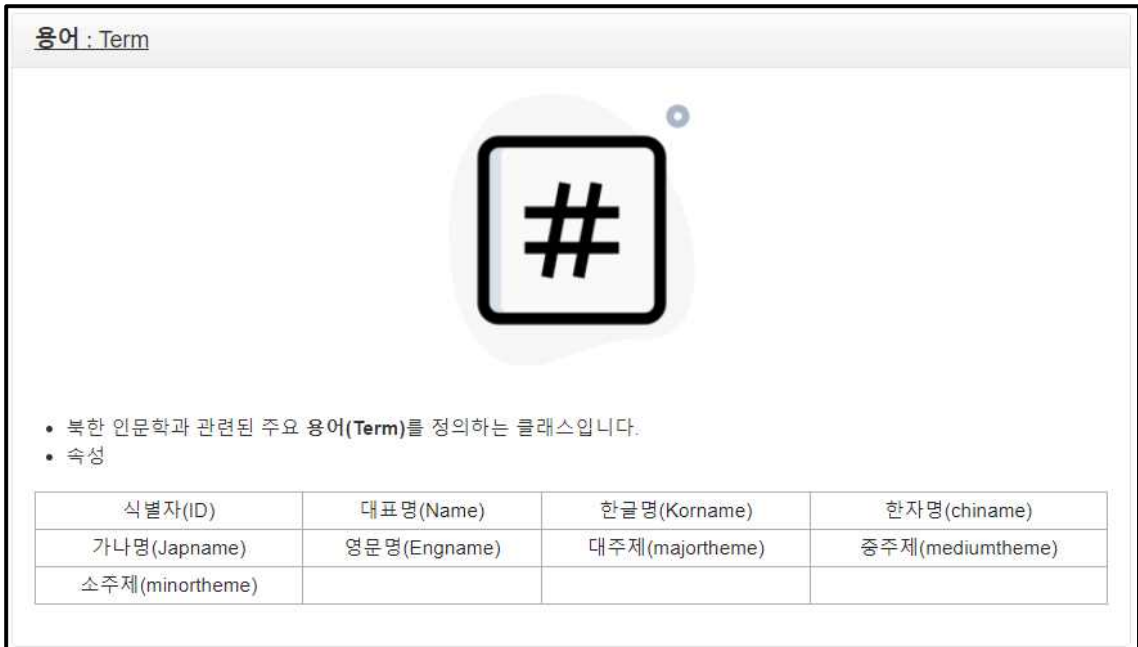 용어 : Term
#
• 북한 인문학과 관련된 주요 용어(Term)를 정의하는 클래스입니다.
• 속성
식별자(ID) 대표명(Name) 한글명(Korname) 한자명(chiname)
가나명(Japname) 영문명(Engname) 대주제(majortheme) 중주제(mediumtheme)
소주제(minortheme)